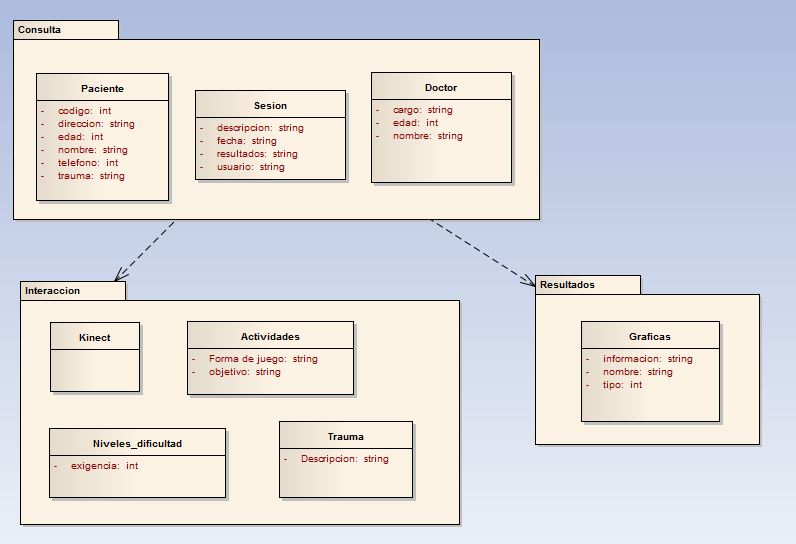 Consulta
Paciente
- codigo: int
- direccion: string
- edad: int
- nombre: string
- telefono: int
- trauma: string
Sesion
- descripcion: string
- fecha: string
- resultados: string
- usuario: string
Doctor
- cargo: string
- edad: int
- nombre: string
Interaccion
Kinect
Actividades
- Forma de juego: string
- objetivo: string
Niveles_dificultad
- exigencia: int
Trauma
- Descripcion: string
Resultados
Graficas
- informacion: string
- nombre: string
- tipo: int